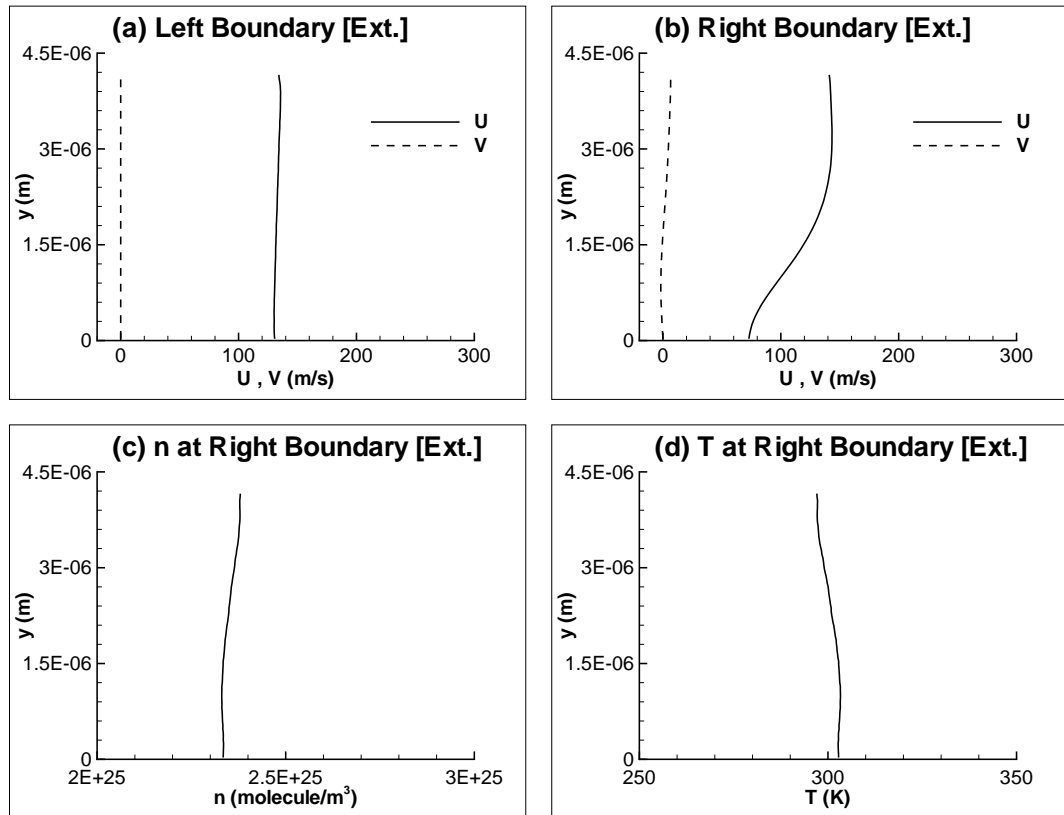 (a) Left Boundary [Ext.]
4.5E-06
3E-06
1.5E-06
0
y (m)
U
V
0 100 200 300
U , V (m/s)
(b) Right Boundary [Ext.]
4.5E-06
3E-06
1.5E-06
0
y (m)
U
V
0 100 200 300
U , V (m/s)
(c) n at Right Boundary [Ext.]
4.5E-06
3E-06
1.5E-06
0
y (m)
2E+25 2.5E+25 3E+25
n (molecule/m³)
(d) T at Right Boundary [Ext.]
4.5E-06
3E-06
1.5E-06
0
y (m)
250 300 350
T (K)